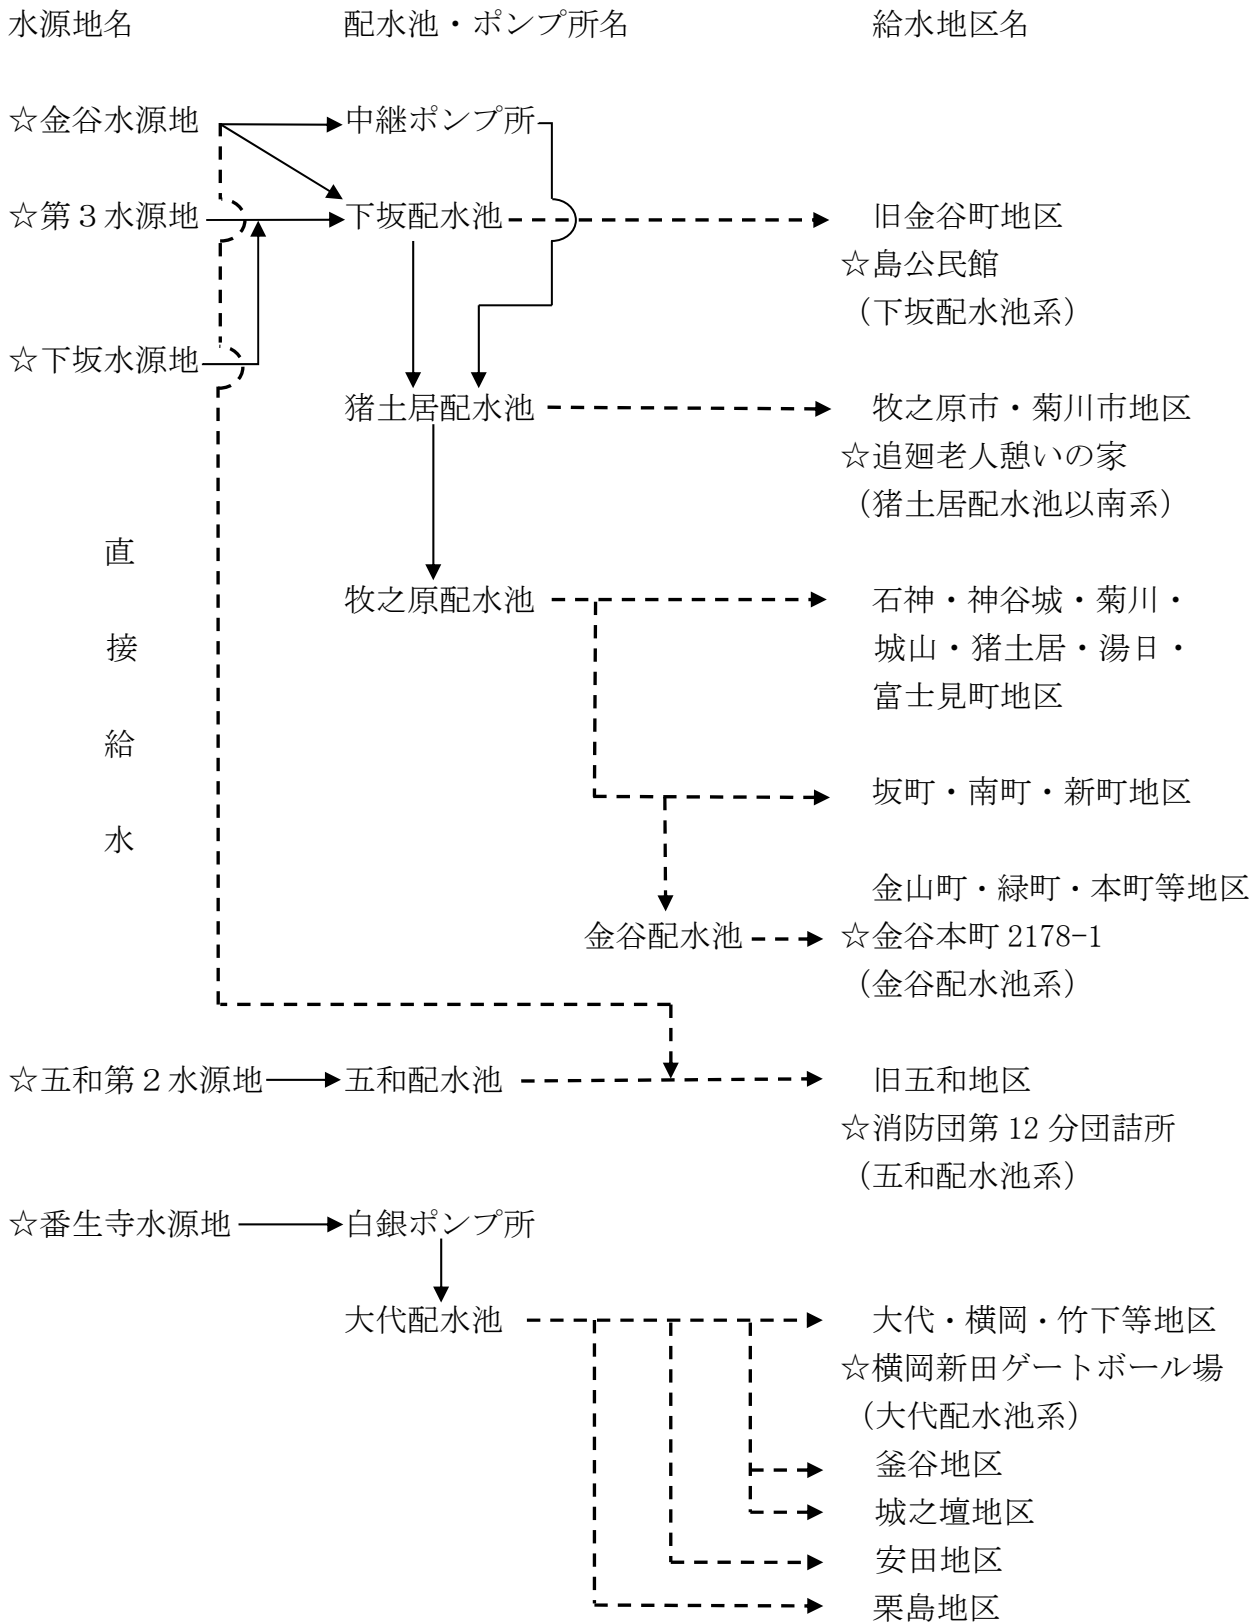 水源地名 配水池・ポンプ所名 給水地区名
☆金谷水源地 中継ポンプ所
☆第３水源地 下坂配水池 旧金谷町地区
☆島公民館
（下坂配水池系）
☆下坂水源地
猪土居配水池 牧之原市・菊川市地区
☆追廻老人憩いの家
（猪土居配水池以南系）
直
接
給
水
牧之原配水池 石神・神谷城・菊川・
城山・猪土居・湯日・
富士見町地区
坂町・南町・新町地区
金山町・緑町・本町等地区
金谷配水池 ☆金谷本町 2178-1
（金谷配水池系）
☆五和第２水源地 五和配水池 旧五和地区
☆消防団第 12 分団詰所
（五和配水池系）
☆番生寺水源地 白銀ポンプ所
大代配水池 大代・横岡・竹下等地区
☆横岡新田ゲートボール場
（大代配水池系）
釜谷地区
城之壇地区
安田地区
栗島地区